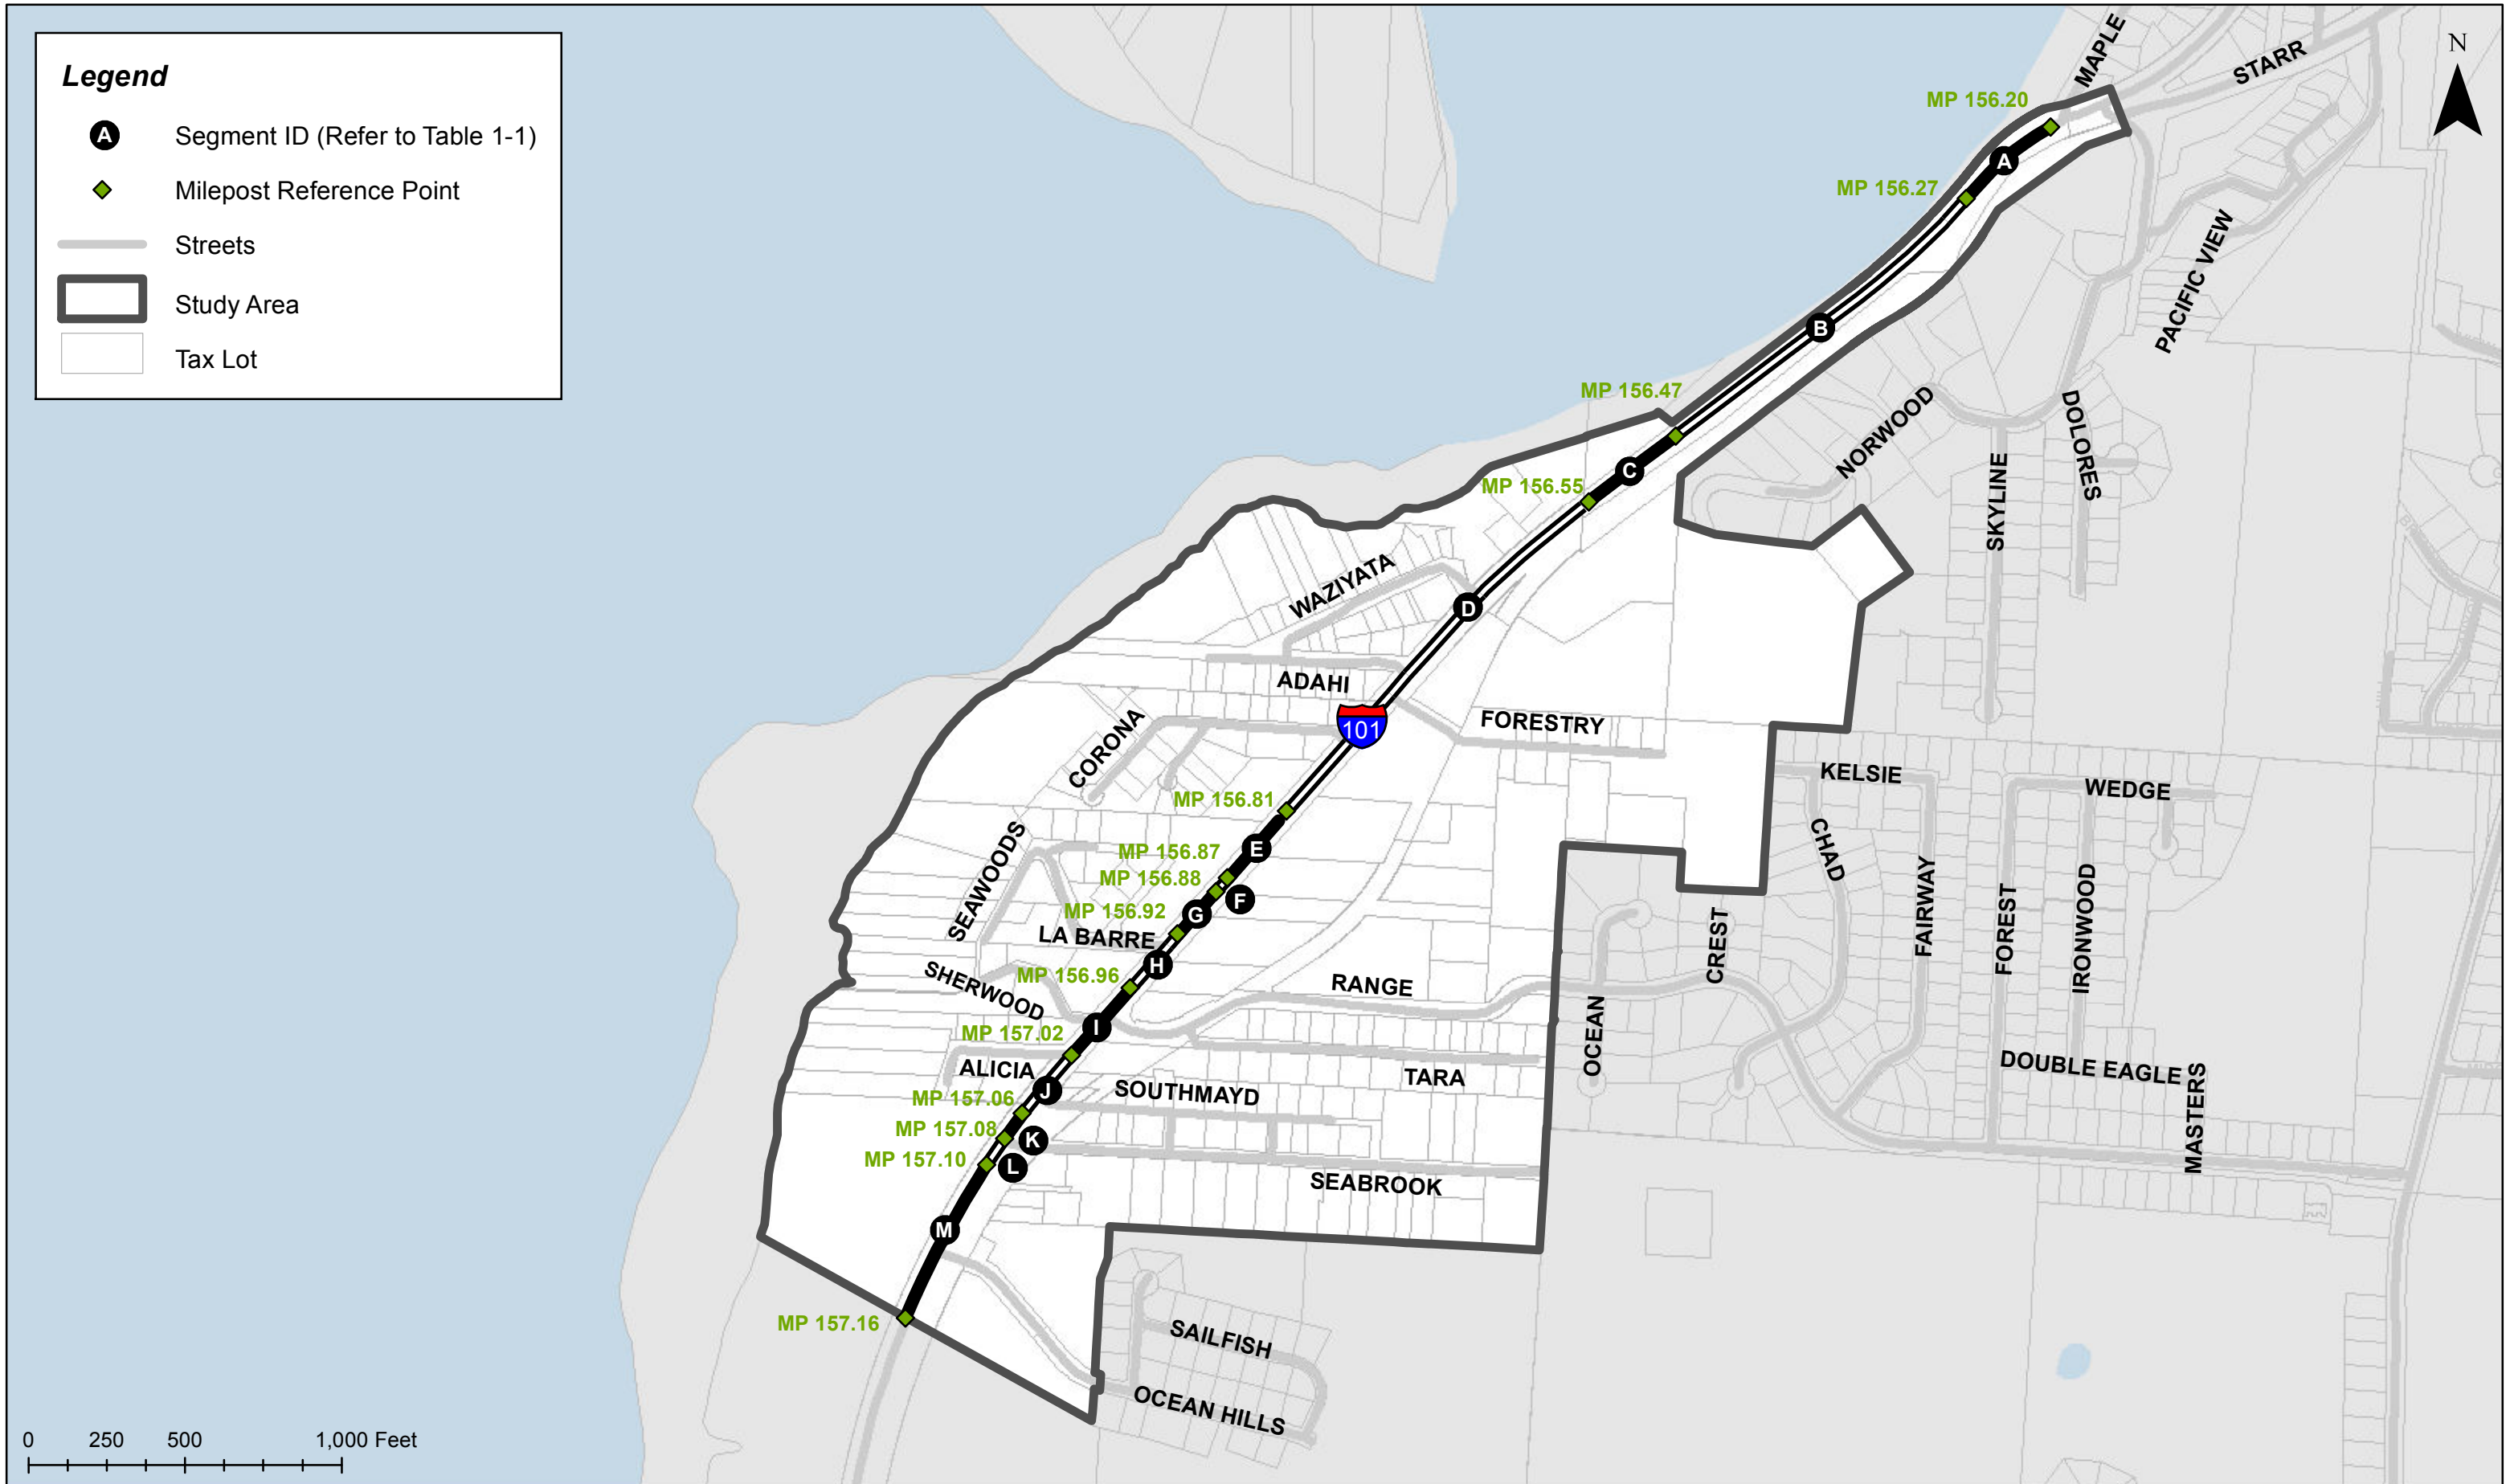 Legend
A Segment ID (Refer to Table 1-1)
Milepost Reference Point
Streets
Study Area
Tax Lot
N
MAPLE
STARR
MP 156.20
A
MP 156.27
PACIFIC VIEW
B
MP 156.47
NORWOOD
DOLORES
SKYLINE
C
MP 156.55
WAZIYATA
D
ADAHI
101
FORESTRY
CORONA
KELSIE
WEDGE
MP 156.81
CHAD
E
MP 156.87
MP 156.88
F
SEAWOODS
G
MP 156.92
LA BARRE
H
CREST
FAIRWAY
FOREST
IRONWOOD
MP 156.96
SHERWOOD
RANGE
I
MP 157.02
OCEAN
ALICIA
J
TARA
DOUBLE EAGLE
MASTERS
MP 157.06
SOUTHMAYD
MP 157.08
K
MP 157.10
L
SEABROOK
M
MP 157.16
SAILFISH
OCEAN HILLS
0 250 500 1,000 Feet